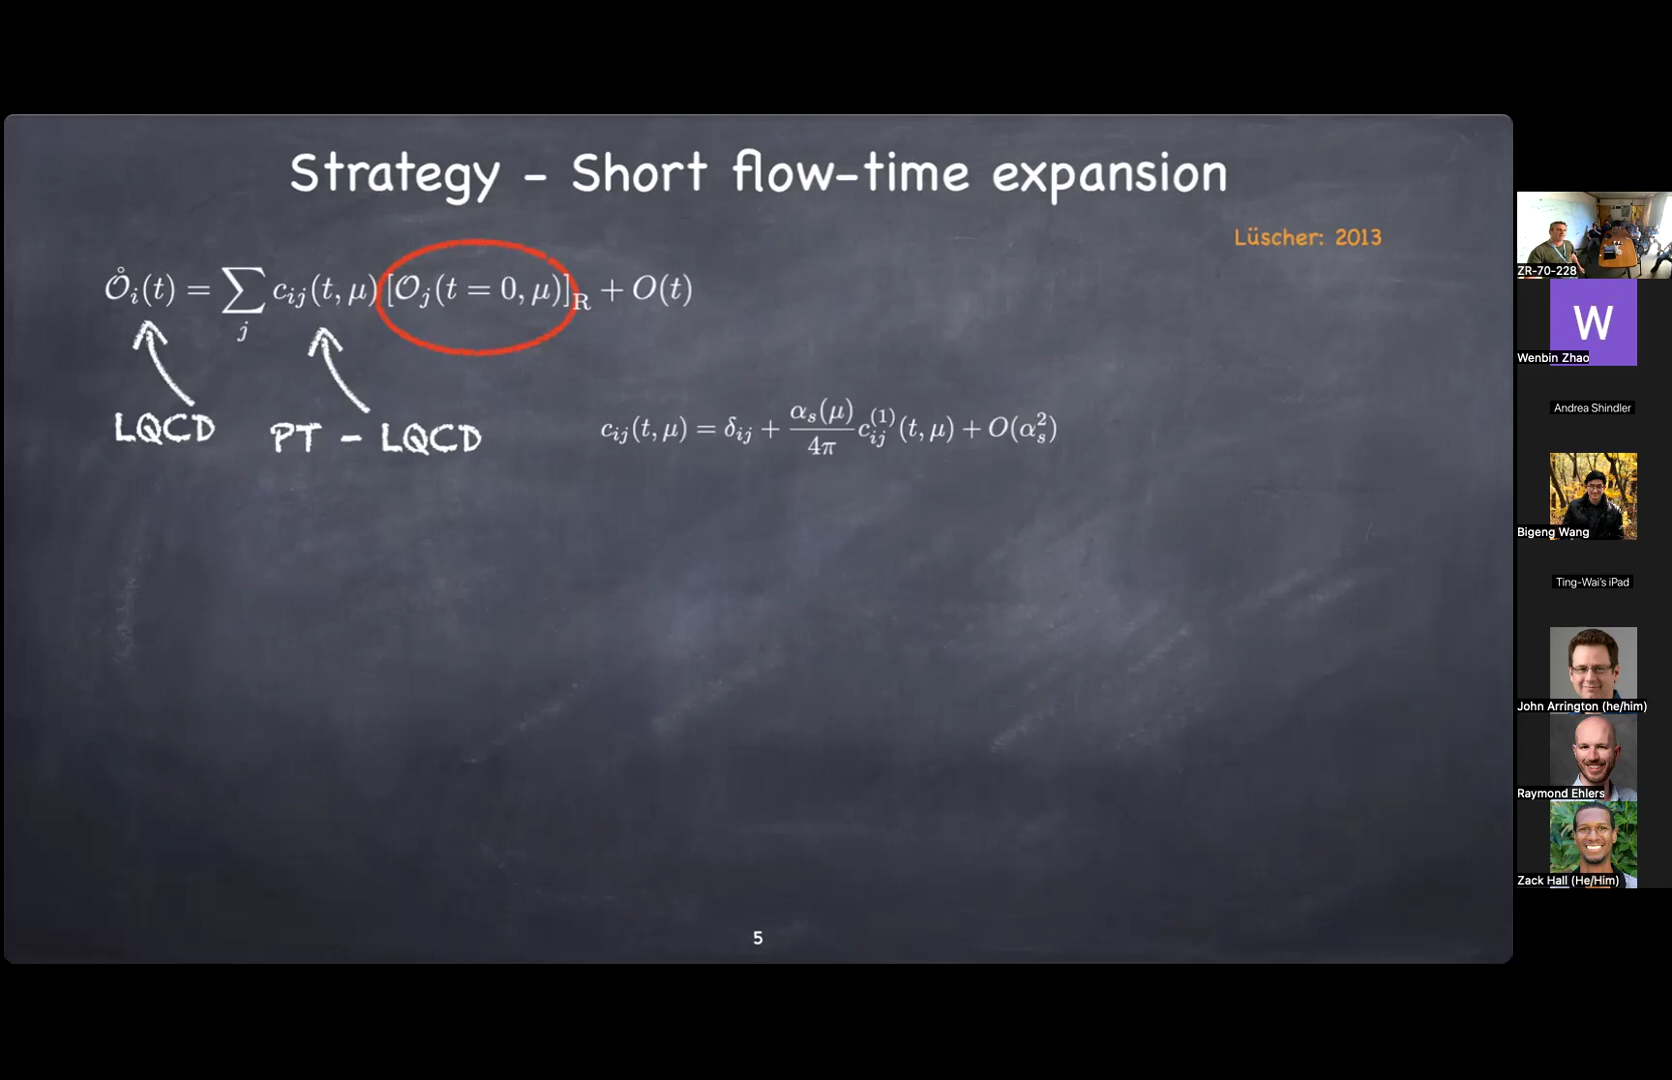 Strategy - Short flow-time expansion
Lüscher: 2013
𝒪̊ᵢ(t) = ∑ⱼ cᵢⱼ(t, μ) [𝒪ⱼ(t = 0, μ)]_R + O(t)
LQCD
PT - LQCD
cᵢⱼ(t, μ) = δᵢⱼ + αₛ(μ)/4π cᵢⱼ⁽¹⁾(t, μ) + O(αₛ²)
5
ZR-70-228
W
Wenbin Zhao
Andrea Shindler
Bigeng Wang
Ting-Wai's iPad
John Arrington (he/him)
Raymond Ehlers
Zack Hall (He/Him)